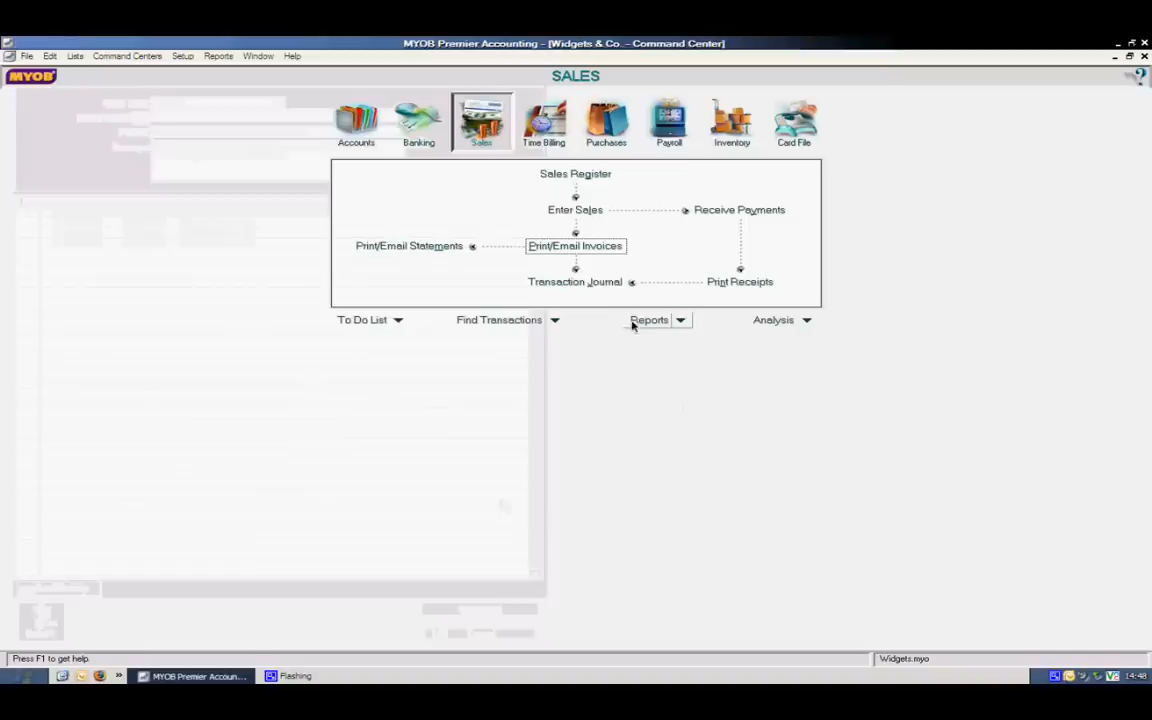 MYOB Premier Accounting - [Widgets & Co. - Command Center]
File Edit Lists Command Centers Setup Reports Window Help
MYOB SALES
Accounts Banking Sales Time Billing Purchases Payroll Inventory Card File
Sales Register
Enter Sales Receive Payments
Print/Email Statements Print/Email Invoices
Transaction Journal Print Receipts
To Do List Find Transactions Reports Analysis
Press F1 to get help. Widgets.myo
» MYOB Premier Accoun... Flashing 14:48